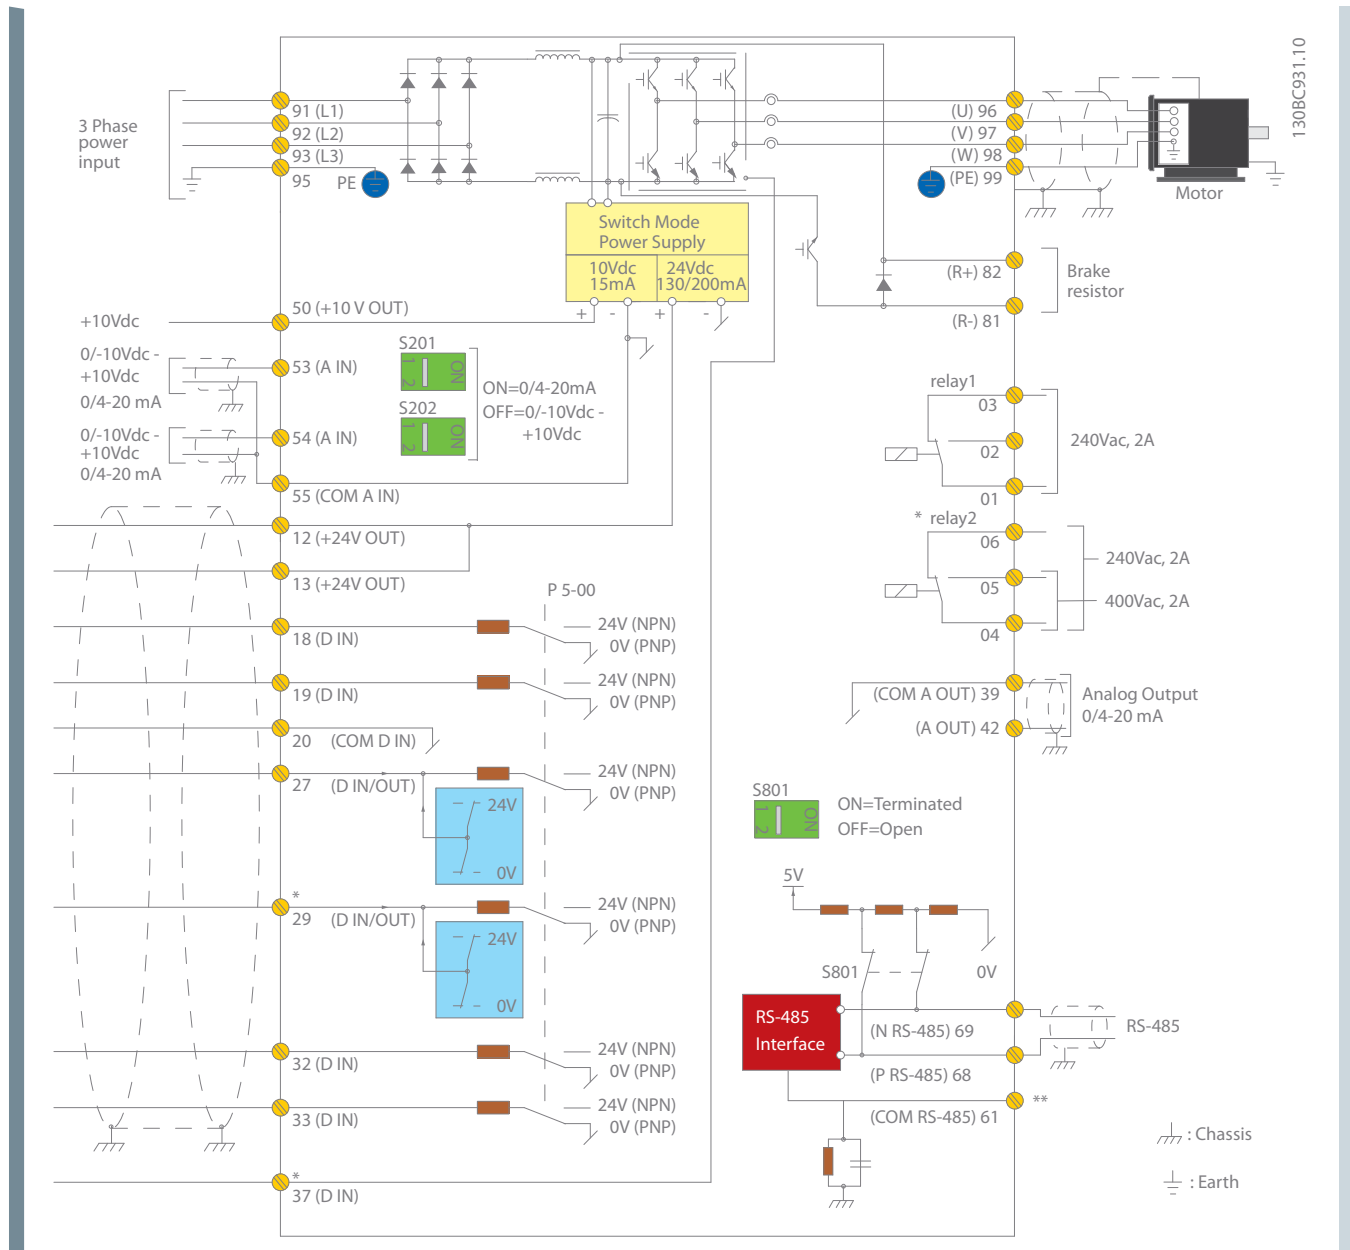 130BC931.10
3 Phase
power
input
91 (L1)
92 (L2)
93 (L3)
95
PE
(U) 96
(V) 97
(W) 98
(PE) 99
Motor
Switch Mode
Power Supply
10Vdc
15mA
24Vdc
130/200mA
+ - + -
(R+) 82
(R-) 81
Brake
resistor
+10Vdc
50 (+10 V OUT)
0/-10Vdc -
+10Vdc
0/4-20 mA
53 (A IN)
S201
1 2 ON
S202
1 2 ON
ON=0/4-20mA
OFF=0/-10Vdc -
+10Vdc
0/-10Vdc -
+10Vdc
0/4-20 mA
54 (A IN)
55 (COM A IN)
12 (+24V OUT)
13 (+24V OUT)
relay1
03
02
01
240Vac, 2A
* relay2
06
05
04
240Vac, 2A
400Vac, 2A
P 5-00
18 (D IN)
24V (NPN)
0V (PNP)
19 (D IN)
24V (NPN)
0V (PNP)
20 (COM D IN)
27 (D IN/OUT)
24V (NPN)
0V (PNP)
24V
0V
*
29 (D IN/OUT)
24V (NPN)
0V (PNP)
24V
0V
32 (D IN)
24V (NPN)
0V (PNP)
33 (D IN)
24V (NPN)
0V (PNP)
*
37 (D IN)
(COM A OUT) 39
(A OUT) 42
Analog Output
0/4-20 mA
S801
1 2 ON
ON=Terminated
OFF=Open
5V
S801
0V
RS-485
Interface
(N RS-485) 69
(P RS-485) 68
(COM RS-485) 61
**
RS-485
: Chassis
: Earth